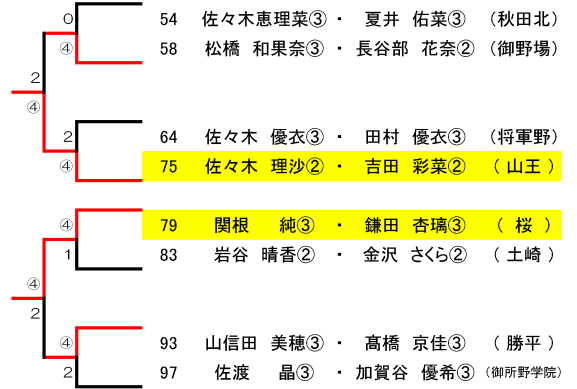 0 54 佐々木恵理菜③ ・ 夏井 佑菜③ (秋田北)
④ 58 松橋 和果奈③ ・ 長谷部 花奈② (御野場)
2
④
2 64 佐々木 優衣③ ・ 田村 優衣③ (将軍野)
④ 75 佐々木 理沙② ・ 吉田 彩菜② (山王)
④ 79 関根 純③ ・ 鎌田 杏璃③ (桜)
1 83 岩谷 晴香② ・ 金沢 さくら② (土崎)
④
2
④ 93 山信田 美穂③ ・ 髙橋 京佳③ (勝平)
2 97 佐渡 晶③ ・ 加賀谷 優希③ (御所野学院)